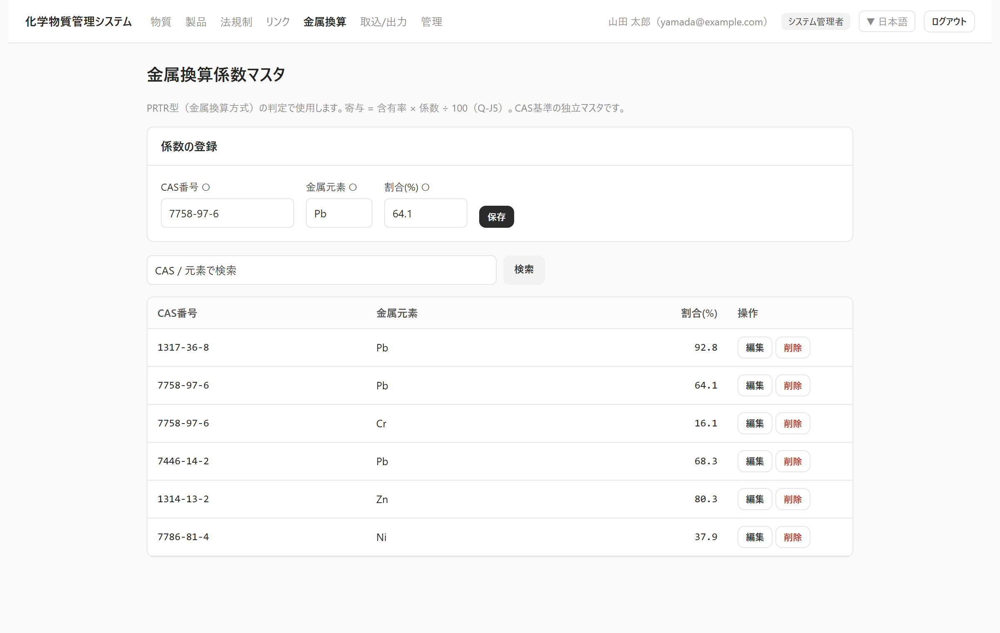 化学物質管理システム 物質 製品 法規制 リンク 金属換算 取込/出力 管理 山田 太郎（yamada@example.com） システム管理者 ▼ 日本語 ログアウト
金属換算係数マスタ
PRTR型（金属換算方式）の判定で使用します。寄与 = 含有率 × 係数 ÷ 100（Q-J5）。CAS基準の独立マスタです。
係数の登録
CAS番号 ○ 金属元素 ○ 割合(%) ○
7758-97-6 Pb 64.1 保存
CAS / 元素で検索 検索
CAS番号 金属元素 割合(%) 操作
1317-36-8 Pb 92.8 編集 削除
7758-97-6 Pb 64.1 編集 削除
7758-97-6 Cr 16.1 編集 削除
7446-14-2 Pb 68.3 編集 削除
1314-13-2 Zn 80.3 編集 削除
7786-81-4 Ni 37.9 編集 削除